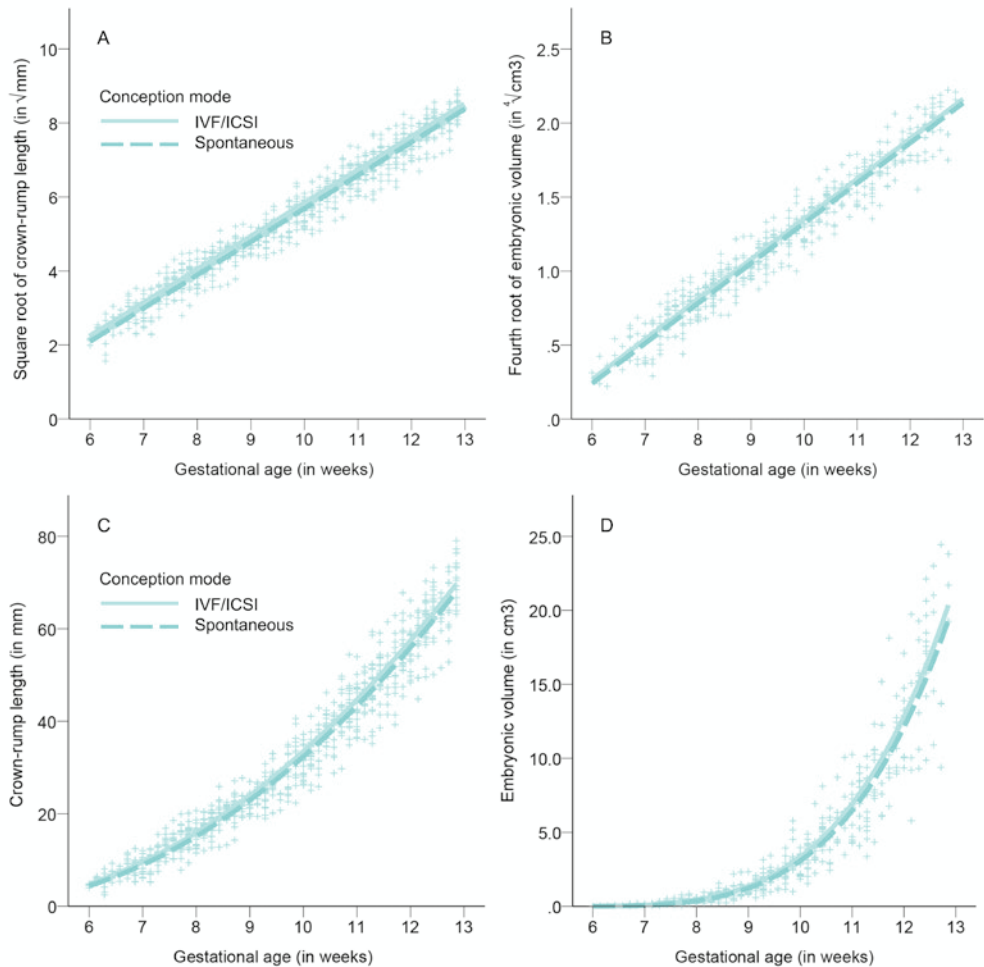 A
Square root of crown-rump length (in √mm)
10
8
6
4
2
0
Conception mode
IVF/ICSI
Spontaneous
6 7 8 9 10 11 12 13
Gestational age (in weeks)
B
Fourth root of embryonic volume (in ⁴√cm3)
2.5
2.0
1.5
1.0
.5
.0
6 7 8 9 10 11 12 13
Gestational age (in weeks)
C
Crown-rump length (in mm)
80
60
40
20
0
Conception mode
IVF/ICSI
Spontaneous
6 7 8 9 10 11 12 13
Gestational age (in weeks)
D
Embryonic volume (in cm3)
25.0
20.0
15.0
10.0
5.0
.0
6 7 8 9 10 11 12 13
Gestational age (in weeks)